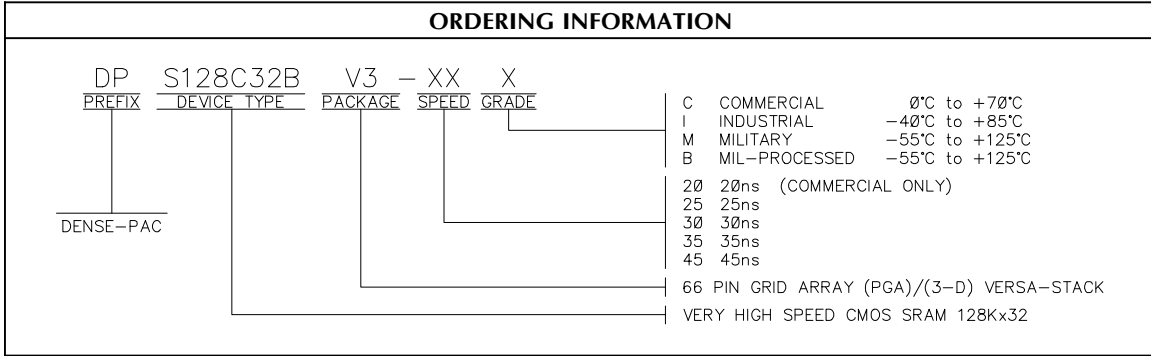 ORDERING INFORMATION
DP S128C32B V3 – XX X
PREFIX DEVICE TYPE PACKAGE SPEED GRADE
C COMMERCIAL 0°C to +70°C
I INDUSTRIAL −40°C to +85°C
M MILITARY −55°C to +125°C
B MIL−PROCESSED −55°C to +125°C
20 20ns (COMMERCIAL ONLY)
25 25ns
30 30ns
35 35ns
45 45ns
DENSE−PAC
66 PIN GRID ARRAY (PGA)/(3−D) VERSA−STACK
VERY HIGH SPEED CMOS SRAM 128Kx32